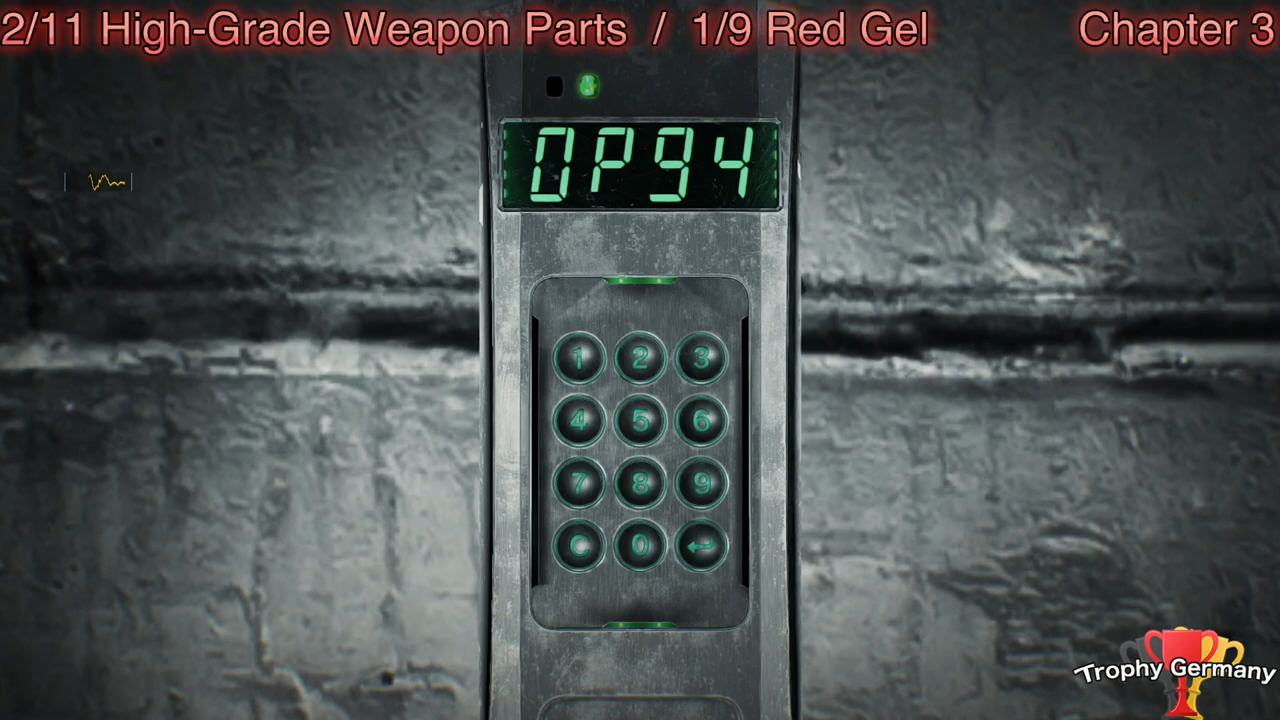 2/11 High-Grade Weapon Parts / 1/9 Red Gel
Chapter 3
0P94
1 2 3
4 5 6
7 8 9
C 0 ↵
Trophy Germany